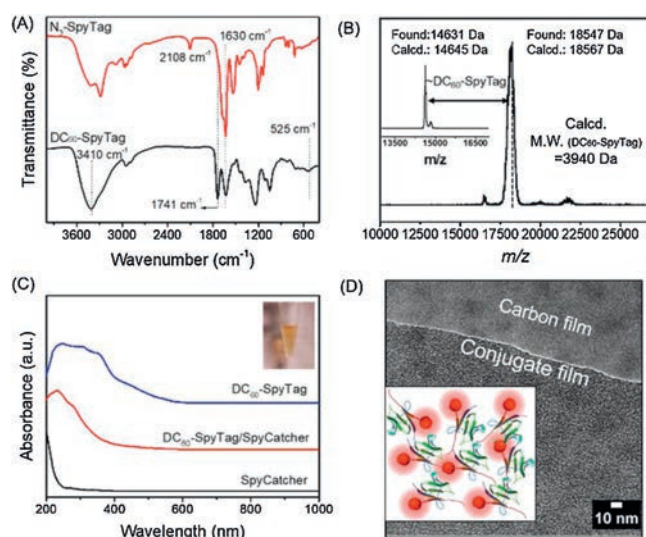 (A)
N3-SpyTag
1630 cm⁻¹
2108 cm⁻¹
DC60-SpyTag
3410 cm⁻¹
525 cm⁻¹
1741 cm⁻¹
Transmittance (%)
3600 3000 2400 1800 1200 600
Wavenumber (cm⁻¹)
(B)
Found:14631 Da
Calcd.: 14645 Da
Found: 18547 Da
Calcd.: 18567 Da
DC60-SpyTag
13500 15000 16500
m/z
Calcd.
M.W. (DC60-SpyTag)
=3940 Da
10000 15000 20000 25000
m/z
(C)
Absorbance (a.u.)
DC60-SpyTag
DC60-SpyTag/SpyCatcher
SpyCatcher
200 400 600 800 1000
Wavelength (nm)
(D)
Carbon film
Conjugate film
10 nm